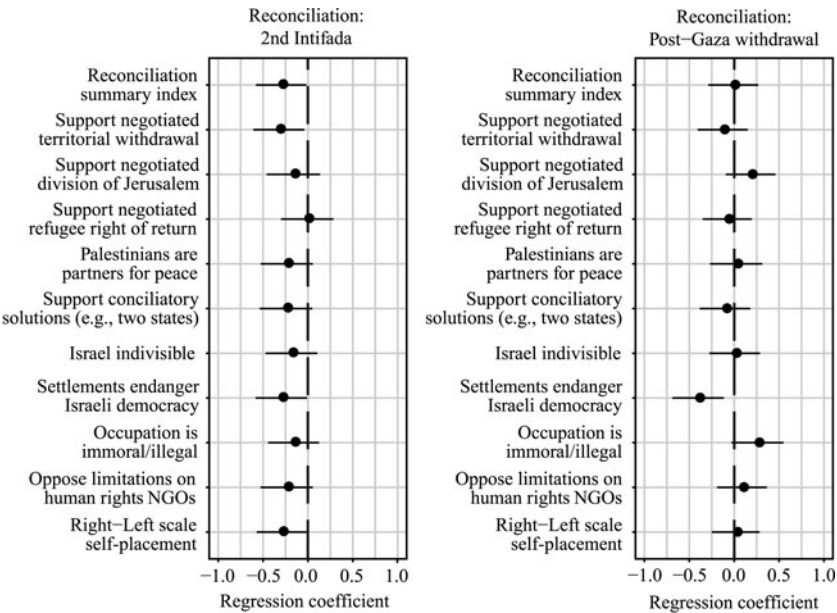 Reconciliation:
2nd Intifada
Reconciliation
summary index
Support negotiated
territorial withdrawal
Support negotiated
division of Jerusalem
Support negotiated
refugee right of return
Palestinians are
partners for peace
Support conciliatory
solutions (e.g., two states)
Israel indivisible
Settlements endanger
Israeli democracy
Occupation is
immoral/illegal
Oppose limitations on
human rights NGOs
Right−Left scale
self-placement
−1.0 −0.5 0.0 0.5 1.0
Regression coefficient
Reconciliation:
Post−Gaza withdrawal
Reconciliation
summary index
Support negotiated
territorial withdrawal
Support negotiated
division of Jerusalem
Support negotiated
refugee right of return
Palestinians are
partners for peace
Support conciliatory
solutions (e.g., two states)
Israel indivisible
Settlements endanger
Israeli democracy
Occupation is
immoral/illegal
Oppose limitations on
human rights NGOs
Right−Left scale
self-placement
−1.0 −0.5 0.0 0.5 1.0
Regression coefficient